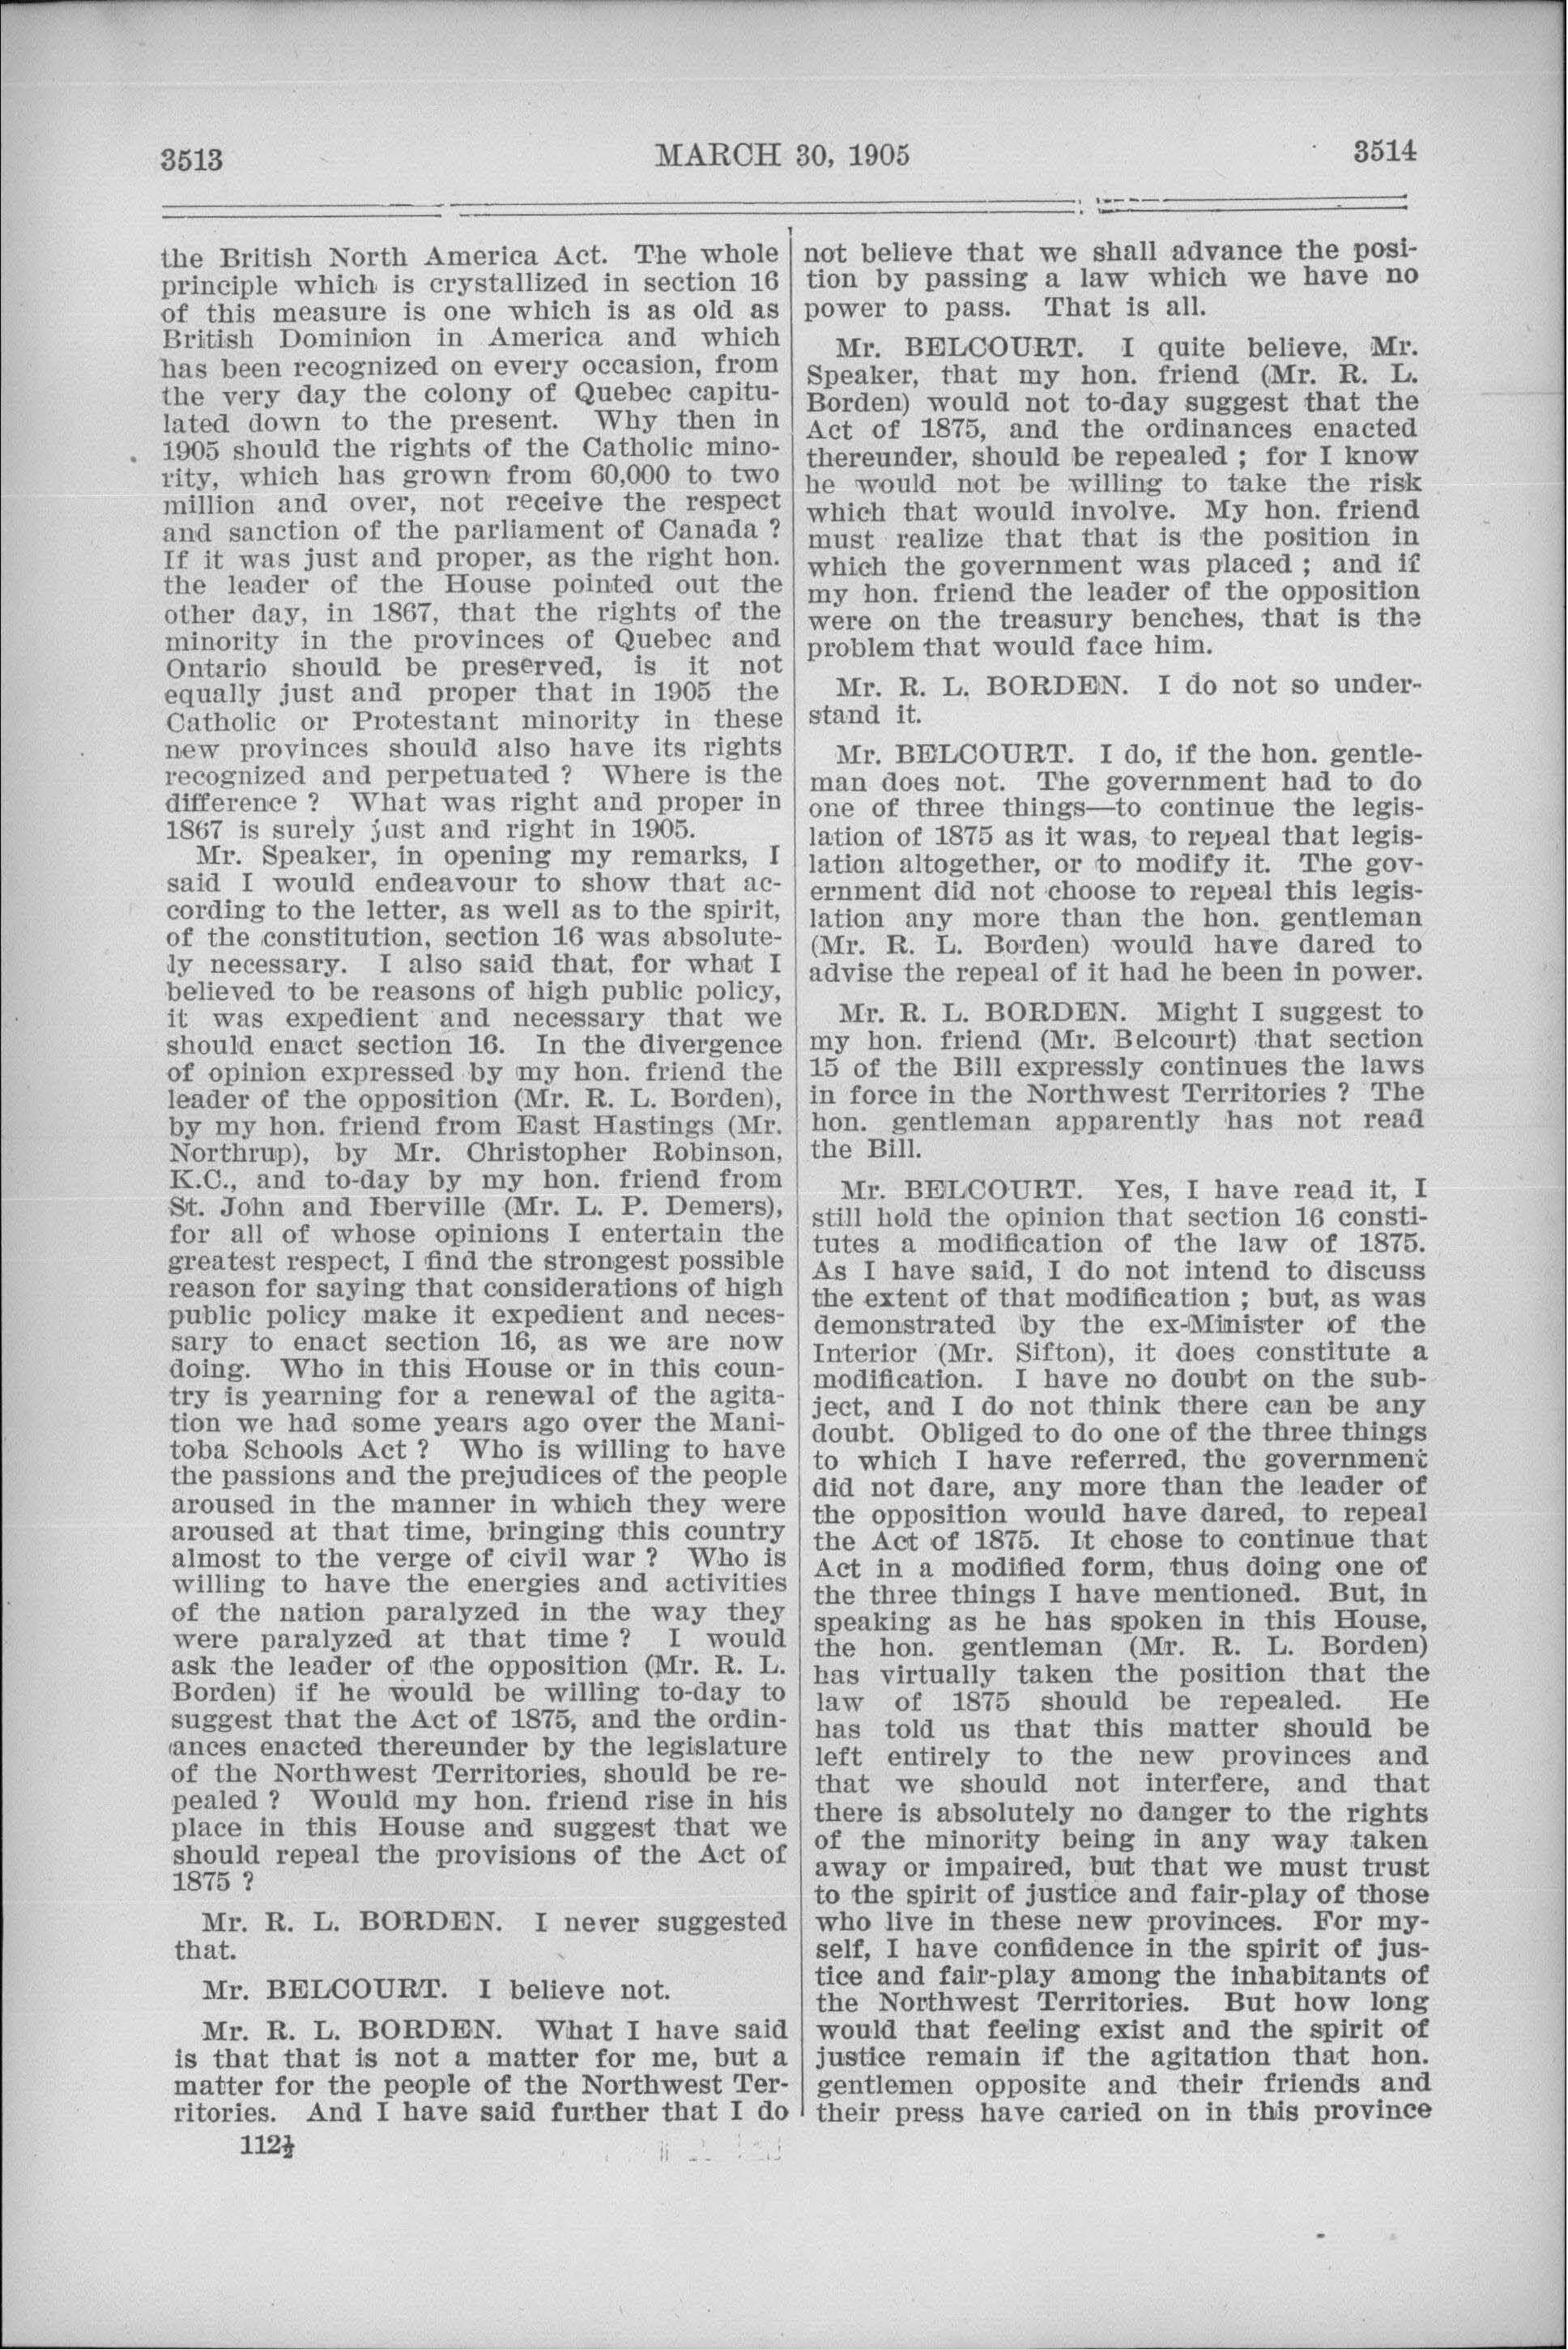 3513
MARCH 30, 1905
3514
the British North America Act. The whole
principle which is crystallized in section 16
of this measure is one which is as old as
British Dominion in America and which
has been recognized on every occasion, from
the very day the colony of Quebec capitu-
lated down to the present. Why then in
1905 should the rights of the Catholic mino-
rity, which has grown from 60,000 to two
million and over, not receive the respect
and sanction of the parliament of Canada ?
If it was just and proper, as the right hon.
the leader of the House pointed out the
other day, in 1867, that the rights of the
minority in the provinces of Quebec and
Ontario should be preserved, is it not
equally just and proper that in 1905 the
Catholic or Protestant minority in these
new provinces should also have its rights
recognized and perpetuated ? Where is the
difference ? What was right and proper in
1867 is surely just and right in 1905.
Mr. Speaker, in opening my remarks, I
said I would endeavour to show that ac-
cording to the letter, as well as to the spirit,
of the constitution, section 16 was absolute-
ly necessary. I also said that, for what I
believed to be reasons of high public policy,
it was expedient and necessary that we
should enact section 16. In the divergence
of opinion expressed by my hon. friend the
leader of the opposition (Mr. R. L. Borden),
by my hon. friend from East Hastings (Mr.
Northrup), by Mr. Christopher Robinson,
K.C., and to-day by my hon. friend from
St. John and Iberville (Mr. L. P. Demers),
for all of whose opinions I entertain the
greatest respect, I find the strongest possible
reason for saying that considerations of high
public policy make it expedient and neces-
sary to enact section 16, as we are now
doing. Who in this House or in this coun-
try is yearning for a renewal of the agita-
tion we had some years ago over the Mani-
toba Schools Act ? Who is willing to have
the passions and the prejudices of the people
aroused in the manner in which they were
aroused at that time, bringing this country
almost to the verge of civil war ? Who is
willing to have the energies and activities
of the nation paralyzed in the way they
were paralyzed at that time ? I would
ask the leader of the opposition (Mr. R. L.
Borden) if he would be willing to-day to
suggest that the Act of 1875, and the ordin-
ances enacted thereunder by the legislature
of the Northwest Territories, should be re-
pealed ? Would my hon. friend rise in his
place in this House and suggest that we
should repeal the provisions of the Act of
1875 ?
Mr. R. L. BORDEN. I never suggested
that.
Mr. BELCOURT. I believe not.
Mr. R. L. BORDEN. What I have said
is that that is not a matter for me, but a
matter for the people of the Northwest Ter-
ritories. And I have said further that I do
112½
not believe that we shall advance the posi-
tion by passing a law which we have no
power to pass. That is all.
Mr. BELCOURT. I quite believe, Mr.
Speaker, that my hon. friend (Mr. R. L.
Borden) would not to-day suggest that the
Act of 1875, and the ordinances enacted
thereunder, should be repealed ; for I know
he would not be willing to take the risk
which that would involve. My hon. friend
must realize that that is the position in
which the government was placed ; and if
my hon. friend the leader of the opposition
were on the treasury benches, that is the
problem that would face him.
Mr. R. L. BORDEN. I do not so under-
stand it.
Mr. BELCOURT. I do, if the hon. gentle-
man does not. The government had to do
one of three things—to continue the legis-
lation of 1875 as it was, to repeal that legis-
lation altogether, or to modify it. The gov-
ernment did not choose to repeal this legis-
lation any more than the hon. gentleman
(Mr. R. L. Borden) would have dared to
advise the repeal of it had he been in power.
Mr. R. L. BORDEN. Might I suggest to
my hon. friend (Mr. Belcourt) that section
15 of the Bill expressly continues the laws
in force in the Northwest Territories ? The
hon. gentleman apparently has not read
the Bill.
Mr. BELCOURT. Yes, I have read it, I
still hold the opinion that section 16 consti-
tutes a modification of the law of 1875.
As I have said, I do not intend to discuss
the extent of that modification ; but, as was
demonstrated by the ex-Minister of the
Interior (Mr. Sifton), it does constitute a
modification. I have no doubt on the sub-
ject, and I do not think there can be any
doubt. Obliged to do one of the three things
to which I have referred, the government
did not dare, any more than the leader of
the opposition would have dared, to repeal
the Act of 1875. It chose to continue that
Act in a modified form, thus doing one of
the three things I have mentioned. But, in
speaking as he has spoken in this House,
the hon. gentleman (Mr. R. L. Borden)
has virtually taken the position that the
law of 1875 should be repealed. He
has told us that this matter should be
left entirely to the new provinces and
that we should not interfere, and that
there is absolutely no danger to the rights
of the minority being in any way taken
away or impaired, but that we must trust
to the spirit of justice and fair-play of those
who live in these new provinces. For my-
self, I have confidence in the spirit of jus-
tice and fair-play among the inhabitants of
the Northwest Territories. But how long
would that feeling exist and the spirit of
justice remain if the agitation that hon.
gentlemen opposite and their friends and
their press have caried on in this province